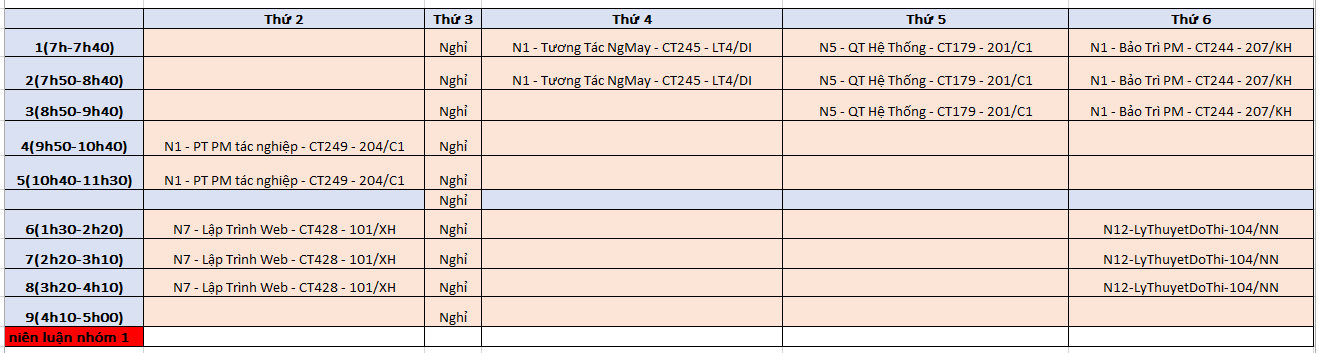 Thứ 2 Thứ 3 Thứ 4 Thứ 5 Thứ 6
1(7h-7h40) Nghỉ N1 - Tương Tác NgMay - CT245 - LT4/DI N5 - QT Hệ Thống - CT179 - 201/C1 N1 - Bảo Trì PM - CT244 - 207/KH
2(7h50-8h40) Nghỉ N1 - Tương Tác NgMay - CT245 - LT4/DI N5 - QT Hệ Thống - CT179 - 201/C1 N1 - Bảo Trì PM - CT244 - 207/KH
3(8h50-9h40) Nghỉ N5 - QT Hệ Thống - CT179 - 201/C1 N1 - Bảo Trì PM - CT244 - 207/KH
4(9h50-10h40) N1 - PT PM tác nghiệp - CT249 - 204/C1 Nghỉ
5(10h40-11h30) N1 - PT PM tác nghiệp - CT249 - 204/C1 Nghỉ
Nghỉ
6(1h30-2h20) N7 - Lập Trình Web - CT428 - 101/XH Nghỉ N12-LyThuyetDoThi-104/NN
7(2h20-3h10) N7 - Lập Trình Web - CT428 - 101/XH Nghỉ N12-LyThuyetDoThi-104/NN
8(3h20-4h10) N7 - Lập Trình Web - CT428 - 101/XH Nghỉ N12-LyThuyetDoThi-104/NN
9(4h10-5h00) Nghỉ
niên luận nhóm 1